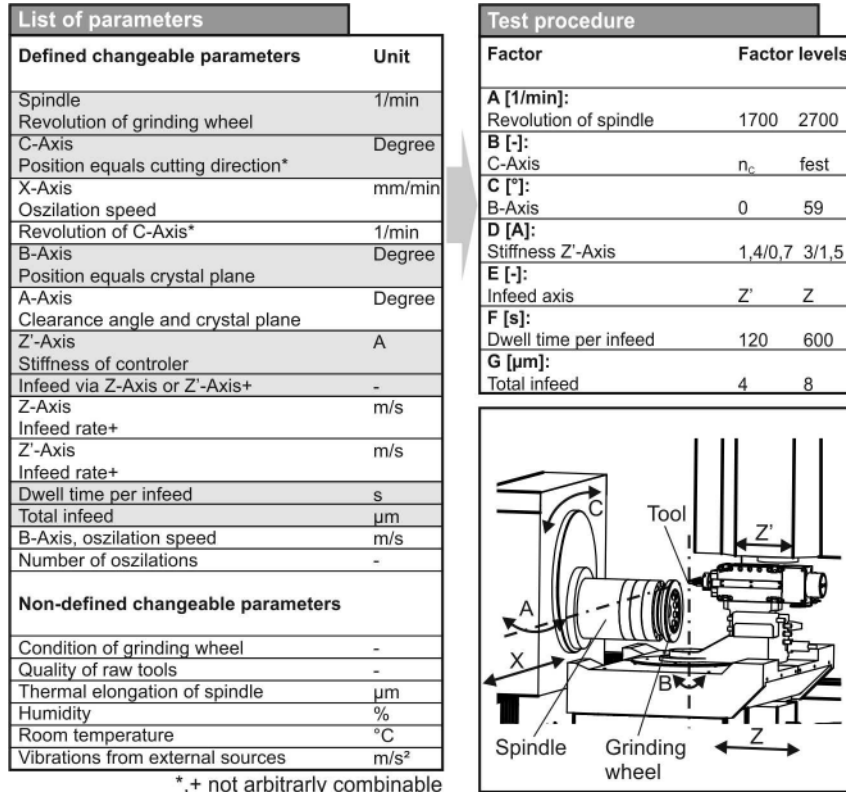 List of parameters
Defined changeable parameters Unit
Spindle 1/min
Revolution of grinding wheel
C-Axis Degree
Position equals cutting direction*
X-Axis mm/min
Oszilation speed
Revolution of C-Axis* 1/min
B-Axis Degree
Position equals crystal plane
A-Axis Degree
Clearance angle and crystal plane
Z'-Axis A
Stiffness of controler
Infeed via Z-Axis or Z'-Axis+ -
Z-Axis m/s
Infeed rate+
Z'-Axis m/s
Infeed rate+
Dwell time per infeed s
Total infeed µm
B-Axis, oszilation speed m/s
Number of oszilations -
Non-defined changeable parameters
Condition of grinding wheel -
Quality of raw tools -
Thermal elongation of spindle µm
Humidity %
Room temperature °C
Vibrations from external sources m/s²
*,+ not arbitrarly combinable
Test procedure
Factor Factor levels
A [1/min]:
Revolution of spindle 1700 2700
B [-]:
C-Axis n_c fest
C [°]:
B-Axis 0 59
D [A]:
Stiffness Z'-Axis 1,4/0,7 3/1,5
E [-]:
Infeed axis Z' Z
F [s]:
Dwell time per infeed 120 600
G [µm]:
Total infeed 4 8
C
Tool
Z'
A
X
B
Spindle
Grinding
wheel
Z